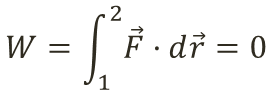 W = ∫₁² F⃗ · dr⃗ = 0